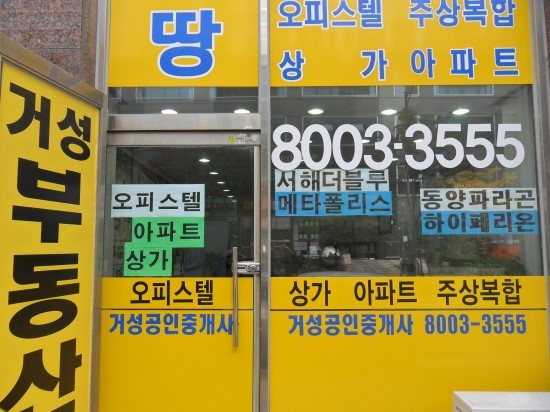 거성
부동산
땅
오피스텔 주상복합
상 가 아파트
8003-3555
서해더블루
메타폴리스
동양파라곤
하이페리온
오피스텔
아파트
상가
오피스텔
거성공인중개사
상가 아파트 주상복합
거성공인중개사 8003-3555